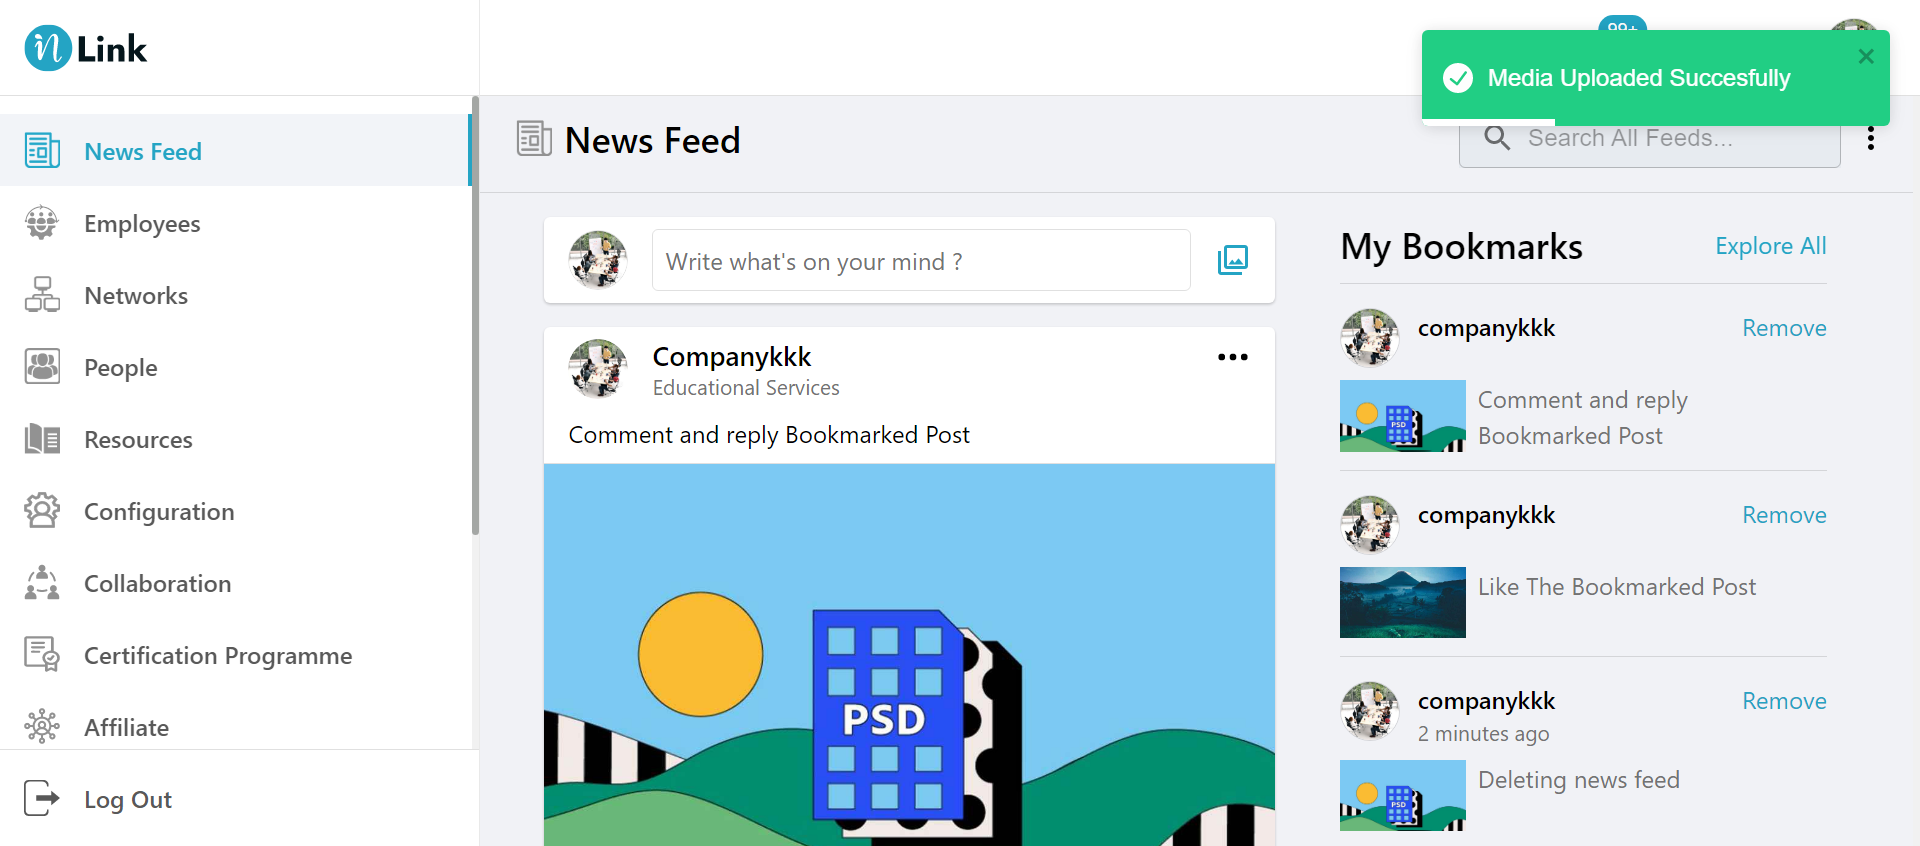 n Link
99+
Media Uploaded Succesfully
News Feed
Employees
Networks
People
Resources
Configuration
Collaboration
Certification Programme
Affiliate
Log Out
News Feed
Search All Feeds...
Write what's on your mind ?
Companykkk
Educational Services
Comment and reply Bookmarked Post
PSD
My Bookmarks
Explore All
companykkk
Remove
PSD
Comment and reply
Bookmarked Post
companykkk
Remove
Like The Bookmarked Post
companykkk
Remove
2 minutes ago
PSD
Deleting news feed